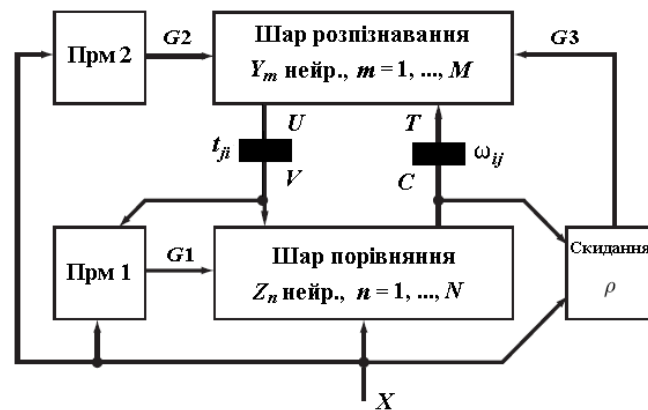 Прм 2
G2
Шар розпізнавання
Y_m нейр., m = 1, ..., M
G3
t_ji
U
V
T
C
ω_ij
Прм 1
G1
Шар порівняння
Z_n нейр., n = 1, ..., N
Скидання
ρ
X